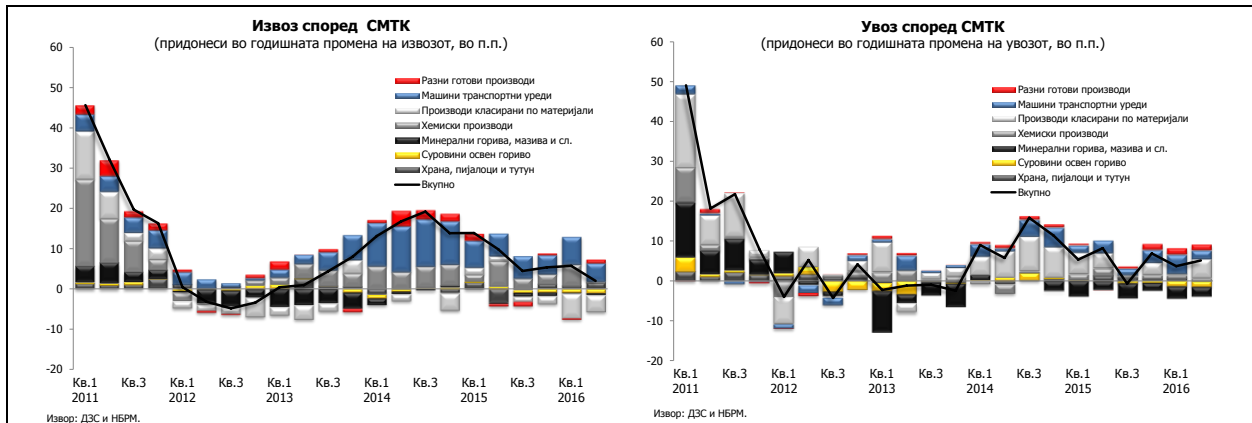 Извоз според СМТК
(придонеси во годишната промена на извозот, во п.п.)
60
50
40
30
20
10
0
-10
-20
Разни готови производи
Машини транспортни уреди
Производи класирани по материјали
Хемиски производи
Минерални горива, мазива и сл.
Суровини освен гориво
Храна, пијалоци и тутун
Вкупно
Кв.1 Кв.3 Кв.1 Кв.3 Кв.1 Кв.3 Кв.1 Кв.3 Кв.1 Кв.3 Кв.1
2011 2012 2013 2014 2015 2016
Извор: ДЗС и НБРМ.
Увоз според СМТК
(придонеси во годишната промена на увозот, во п.п.)
60
50
40
30
20
10
0
-10
-20
Разни готови производи
Машини транспортни уреди
Производи класирани по материјали
Хемиски производи
Минерални горива, мазива и сл.
Суровини освен гориво
Храна, пијалоци и тутун
Вкупно
Кв.1 Кв.3 Кв.1 Кв.3 Кв.1 Кв.3 Кв.1 Кв.3 Кв.1 Кв.3 Кв.1
2011 2012 2013 2014 2015 2016
Извор: ДЗС и НБРМ.